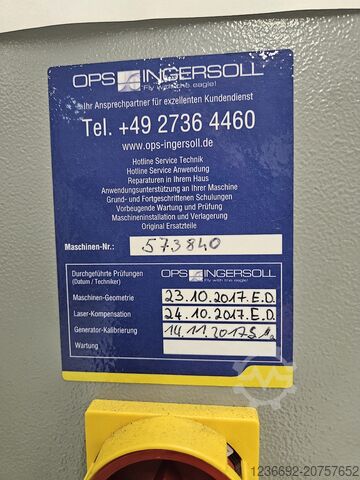 OPS INGERSOLL
"Fly with the eagle!"
Ihr Ansprechpartner für exzellenten Kundendienst
Tel. +49 2736 4460
www.ops-ingersoll.de
Hotline Service Technik
Hotline Service Anwendung
Reparaturen in Ihrem Haus
Anwendungsunterstützung an Ihrer Maschine
Grund- und Fortgeschrittenen Schulungen
Vorbeugende Wartung und Prüfung
Maschineninstallation und Verlagerung
Original Ersatzteile
Maschinen-Nr.: 573840
Durchgeführte Prüfungen
(Datum / Techniker)
OPS INGERSOLL
"Fly with the eagle!"
Maschinen-Geometrie 23.10.2017.E.D.
Laser-Kompensation 24.10.2017.E.D.
Generator-Kalibrierung 14.11.2017
Wartung
1236692-20757652